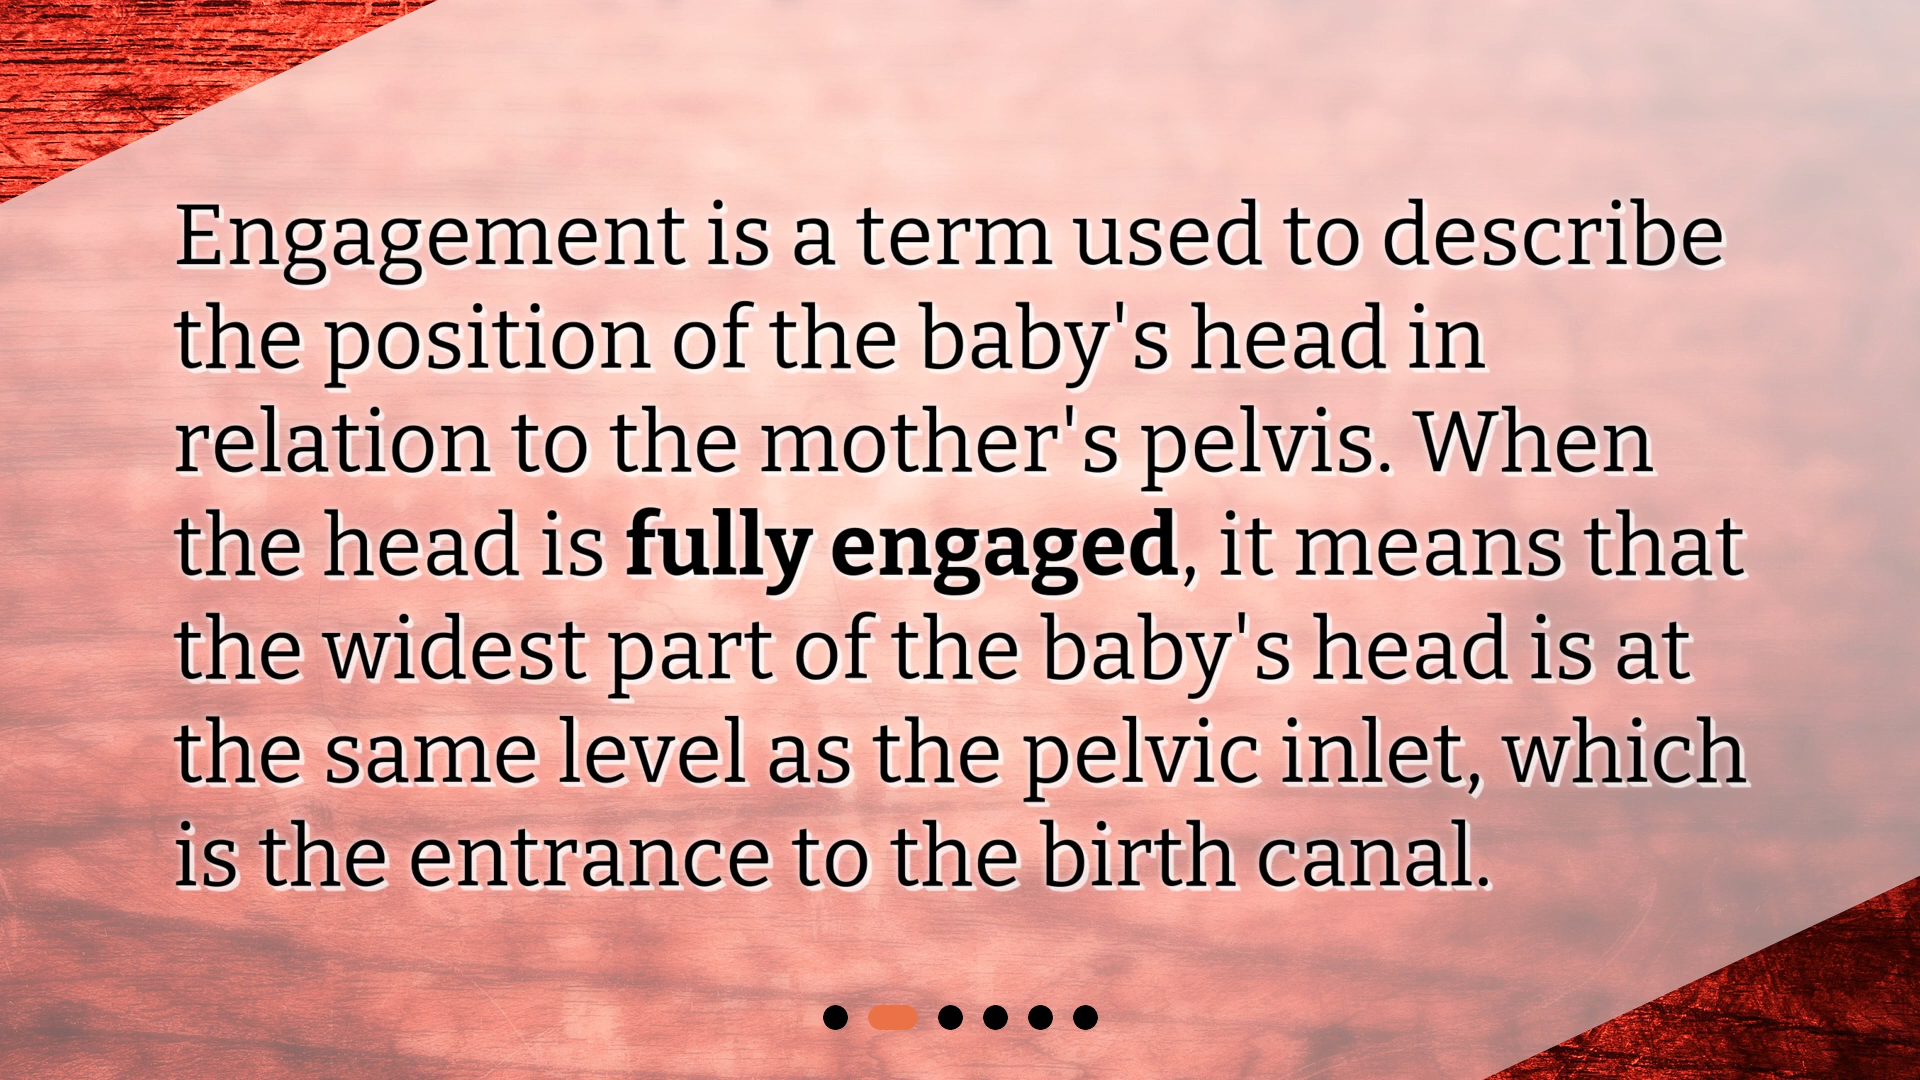 Engagement is a term used to describe
the position of the baby's head in
relation to the mother's pelvis. When
the head is fully engaged, it means that
the widest part of the baby's head is at
the same level as the pelvic inlet, which
is the entrance to the birth canal.